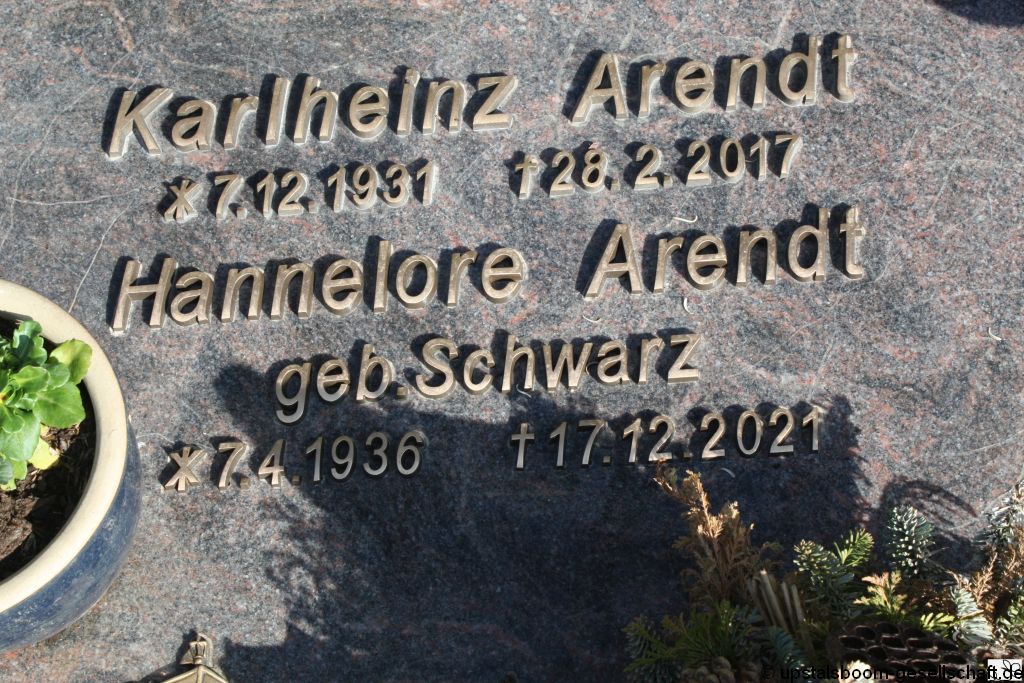 Karlheinz Arendt
* 7.12.1931 † 28.2.2017
Hannelore Arendt
geb. Schwarz
* 7.4.1936 † 17.12.2021
© upstalsboom-gesellschaft.de